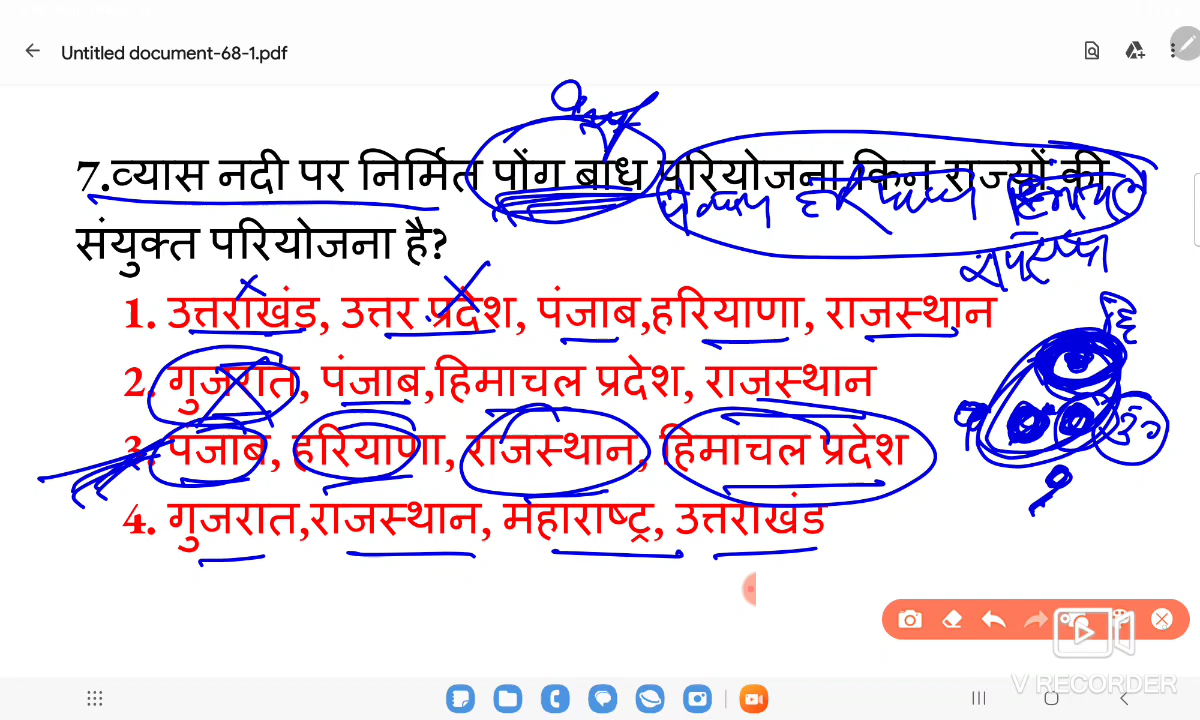 Untitled document-68-1.pdf
7.व्यास नदी पर निर्मित पोंग बांध परियोजना किन राज्यों की
संयुक्त परियोजना है?
1. उत्तराखंड, उत्तर प्रदेश, पंजाब,हरियाणा, राजस्थान
2. गुजरात, पंजाब,हिमाचल प्रदेश, राजस्थान
3. पंजाब, हरियाणा, राजस्थान, हिमाचल प्रदेश
4. गुजरात,राजस्थान, महाराष्ट्र, उत्तराखंड
V RECORDER